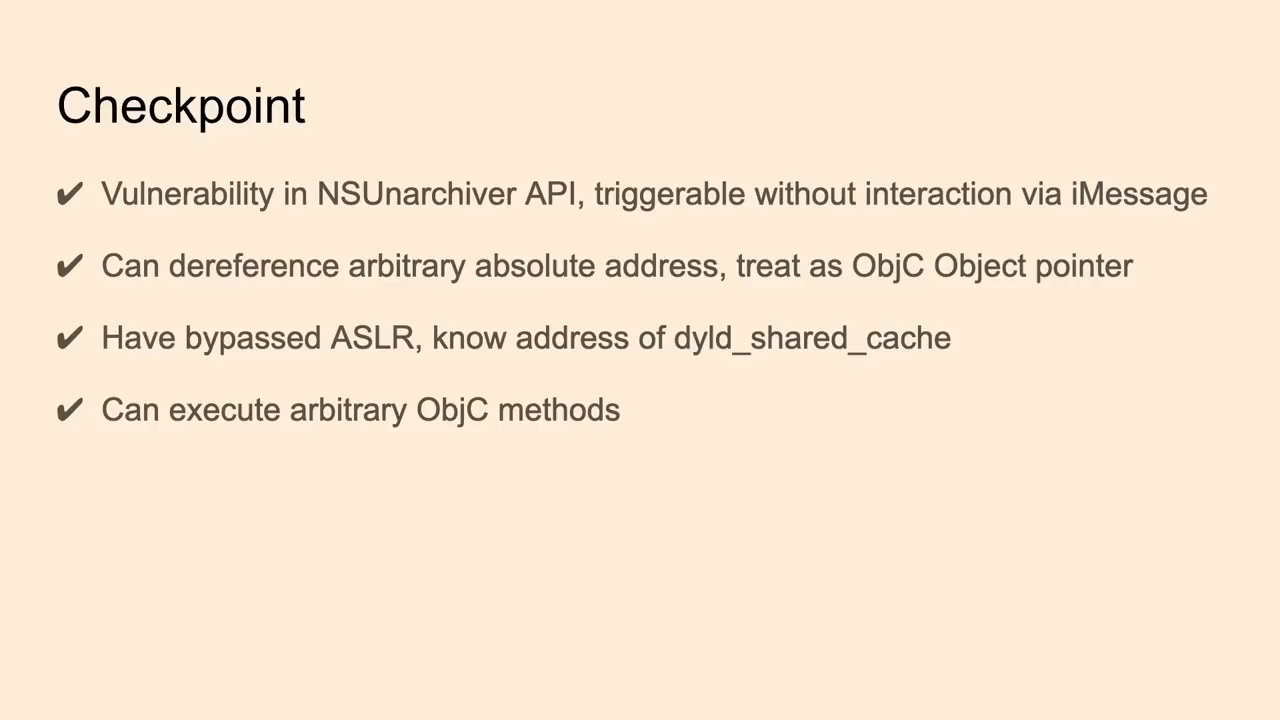 Checkpoint
✔ Vulnerability in NSUnarchiver API, triggerable without interaction via iMessage
✔ Can dereference arbitrary absolute address, treat as ObjC Object pointer
✔ Have bypassed ASLR, know address of dyld_shared_cache
✔ Can execute arbitrary ObjC methods